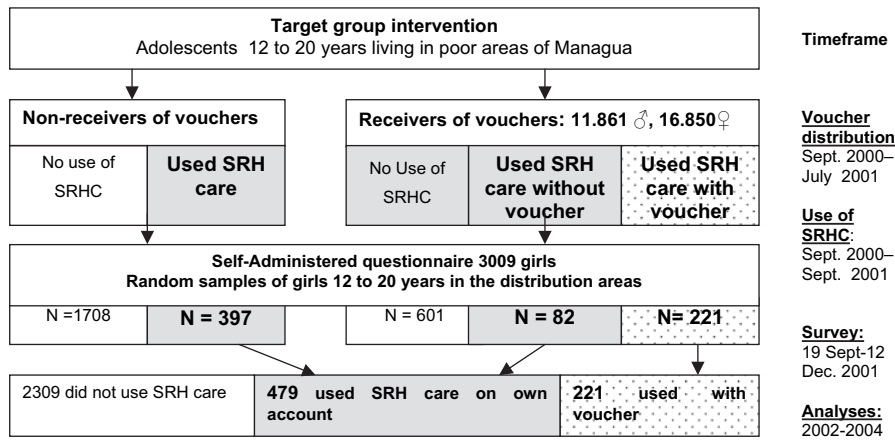 Target group intervention
Adolescents 12 to 20 years living in poor areas of Managua
Non-receivers of vouchers
No use of
SRHC
Used SRH
care
Receivers of vouchers: 11.861 ♂, 16.850♀
No Use of
SRHC
Used SRH
care without
voucher
Used SRH
care with
voucher
Self-Administered questionnaire 3009 girls
Random samples of girls 12 to 20 years in the distribution areas
N =1708
N = 397
N = 601
N = 82
N= 221
2309 did not use SRH care
479 used SRH care on own
account
221 used with
voucher
Timeframe
Voucher
distribution
Sept. 2000–
July 2001
Use of
SRHC:
Sept. 2000–
Sept. 2001
Survey:
19 Sept-12
Dec. 2001
Analyses:
2002-2004